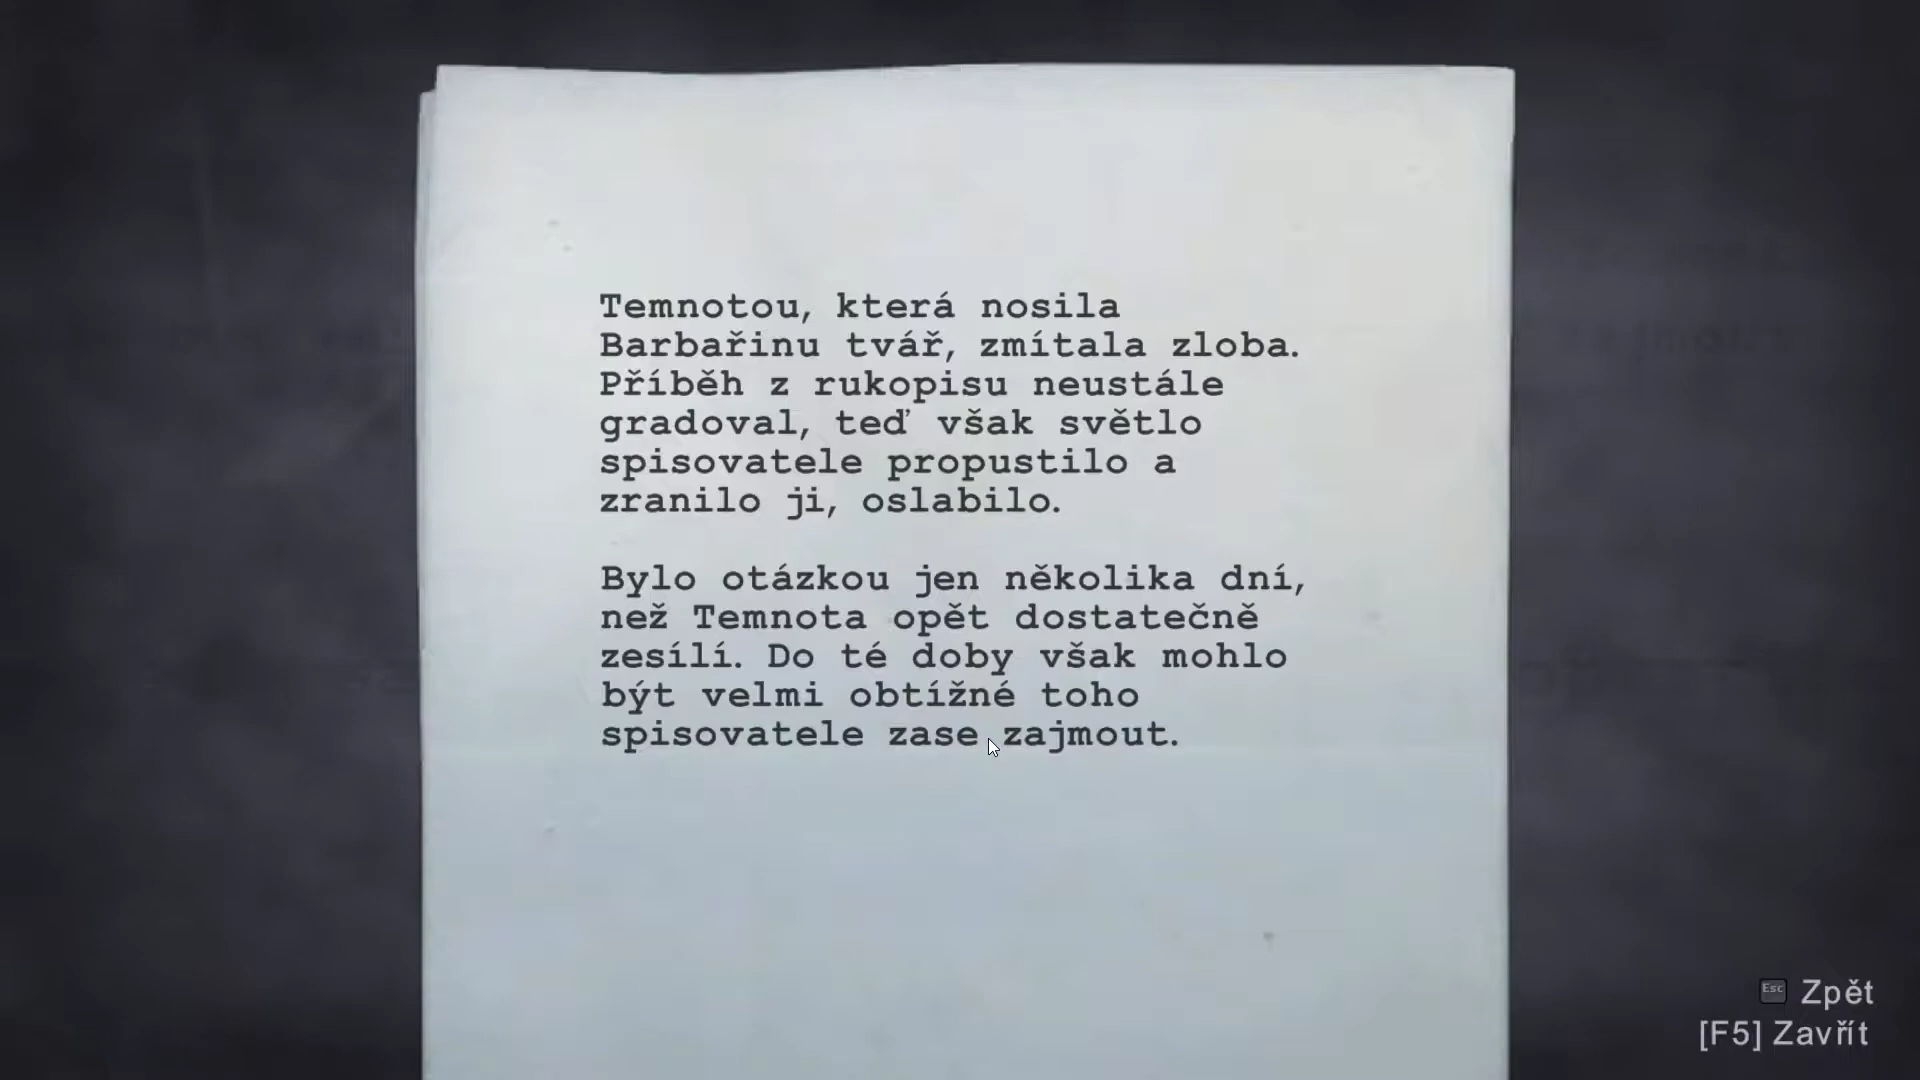 Temnotou, která nosila
Barbařinu tvář, zmítala zloba.
Příběh z rukopisu neustále
gradoval, teď však světlo
spisovatele propustilo a
zranilo ji, oslabilo.
Bylo otázkou jen několika dní,
než Temnota opět dostatečně
zesílí. Do té doby však mohlo
být velmi obtížné toho
spisovatele zase zajmout.
Esc Zpět
[F5] Zavřít